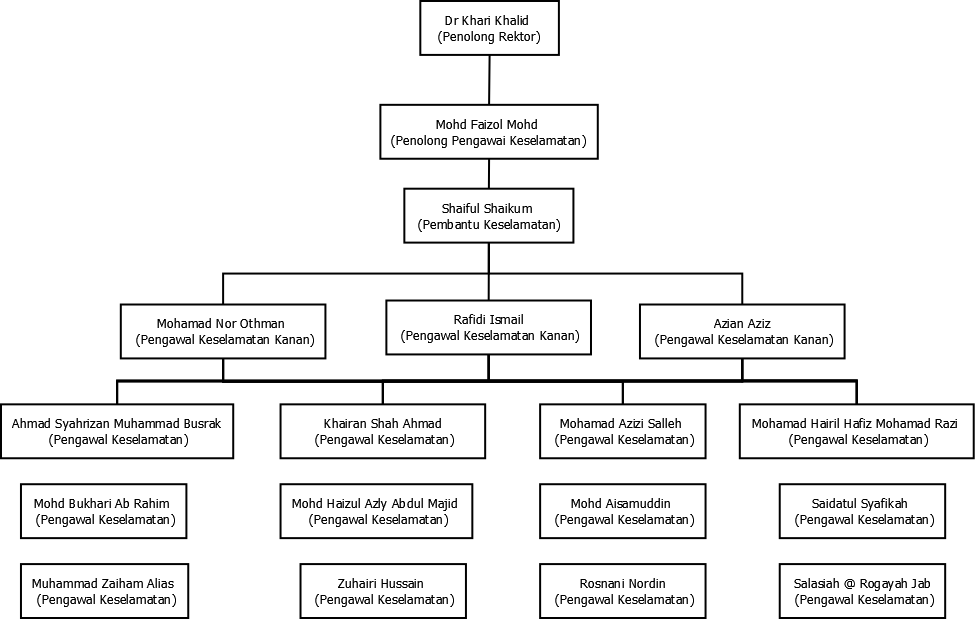 Dr Khari Khalid
(Penolong Rektor)
Mohd Faizol Mohd
(Penolong Pengawai Keselamatan)
Shaiful Shaikum
(Pembantu Keselamatan)
Mohamad Nor Othman
(Pengawal Keselamatan Kanan)
Rafidi Ismail
(Pengawal Keselamatan Kanan)
Azian Aziz
(Pengawal Keselamatan Kanan)
Ahmad Syahrizan Muhammad Busrak
(Pengawal Keselamatan)
Khairan Shah Ahmad
(Pengawal Keselamatan)
Mohamad Azizi Salleh
(Pengawal Keselamatan)
Mohamad Hairil Hafiz Mohamad Razi
(Pengawal Keselamatan)
Mohd Bukhari Ab Rahim
(Pengawal Keselamatan)
Mohd Haizul Azly Abdul Majid
(Pengawal Keselamatan)
Mohd Aisamuddin
(Pengawal Keselamatan)
Saidatul Syafikah
(Pengawal Keselamatan)
Muhammad Zaiham Alias
(Pengawal Keselamatan)
Zuhairi Hussain
(Pengawal Keselamatan)
Rosnani Nordin
(Pengawal Keselamatan)
Salasiah @ Rogayah Jab
(Pengawal Keselamatan)